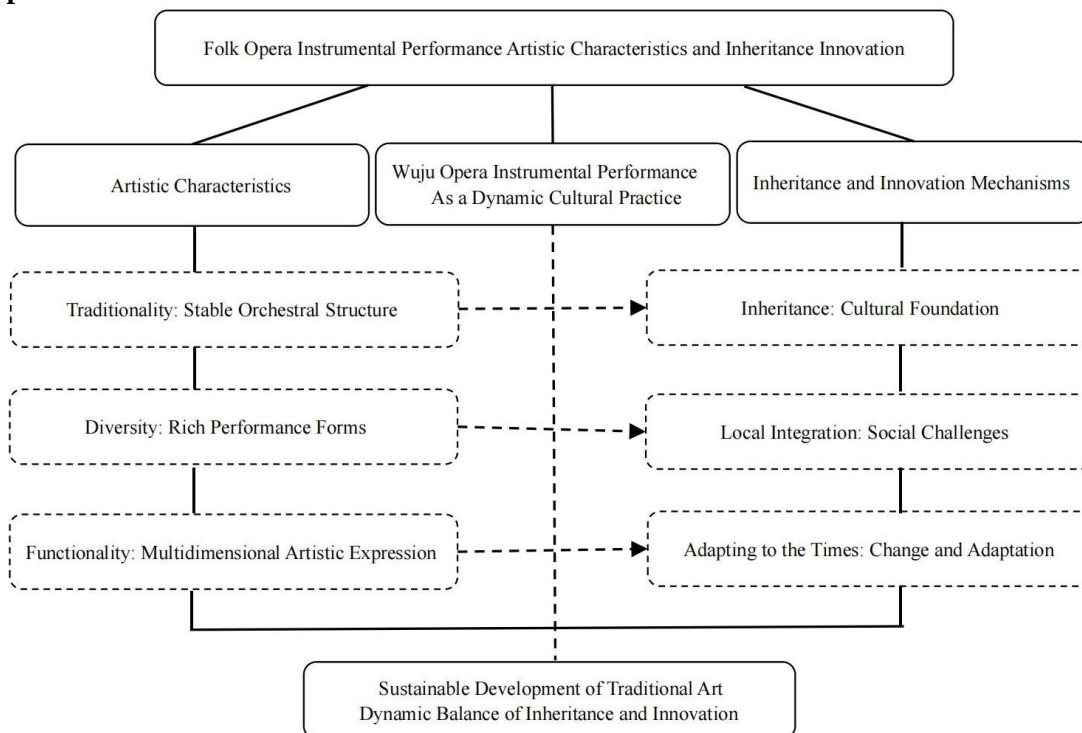 Folk Opera Instrumental Performance Artistic Characteristics and Inheritance Innovation
Artistic Characteristics
Wuju Opera Instrumental Performance
As a Dynamic Cultural Practice
Inheritance and Innovation Mechanisms
Traditionality: Stable Orchestral Structure
Inheritance: Cultural Foundation
Diversity: Rich Performance Forms
Local Integration: Social Challenges
Functionality: Multidimensional Artistic Expression
Adapting to the Times: Change and Adaptation
Sustainable Development of Traditional Art
Dynamic Balance of Inheritance and Innovation